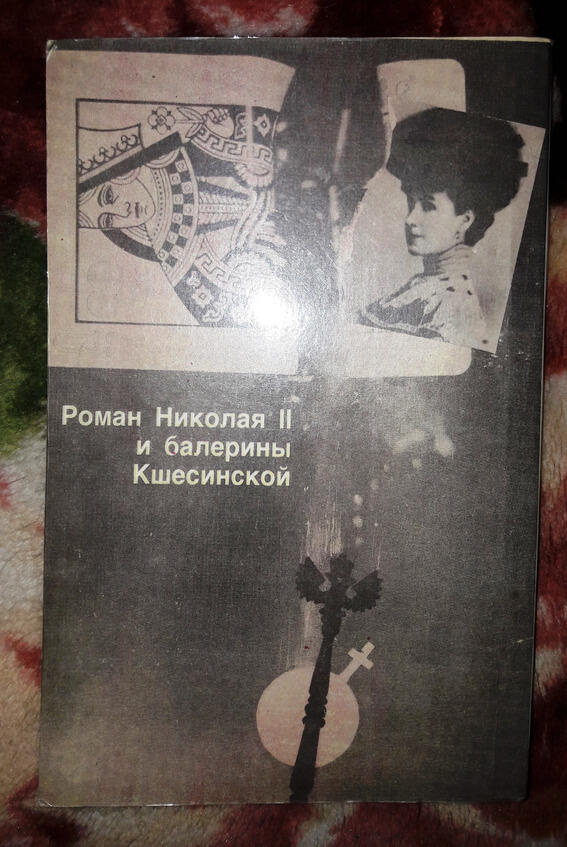 Роман Николая II
и балерины
Кшесинской